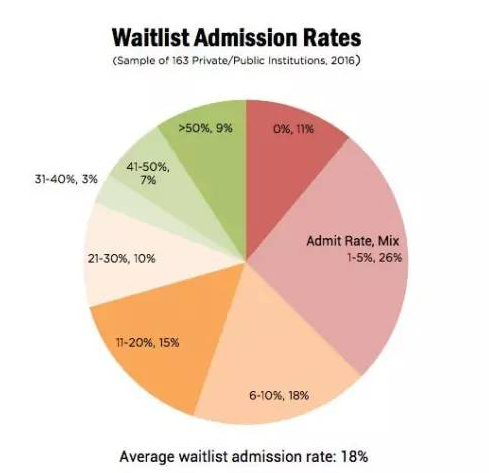 Waitlist Admission Rates
(Sample of 163 Private/Public Institutions, 2016)
>50%, 9%
0%, 11%
41-50%,
7%
31-40%, 3%
Admit Rate, Mix
1-5%, 26%
21-30%, 10%
11-20%, 15%
6-10%, 18%
Average waitlist admission rate: 18%